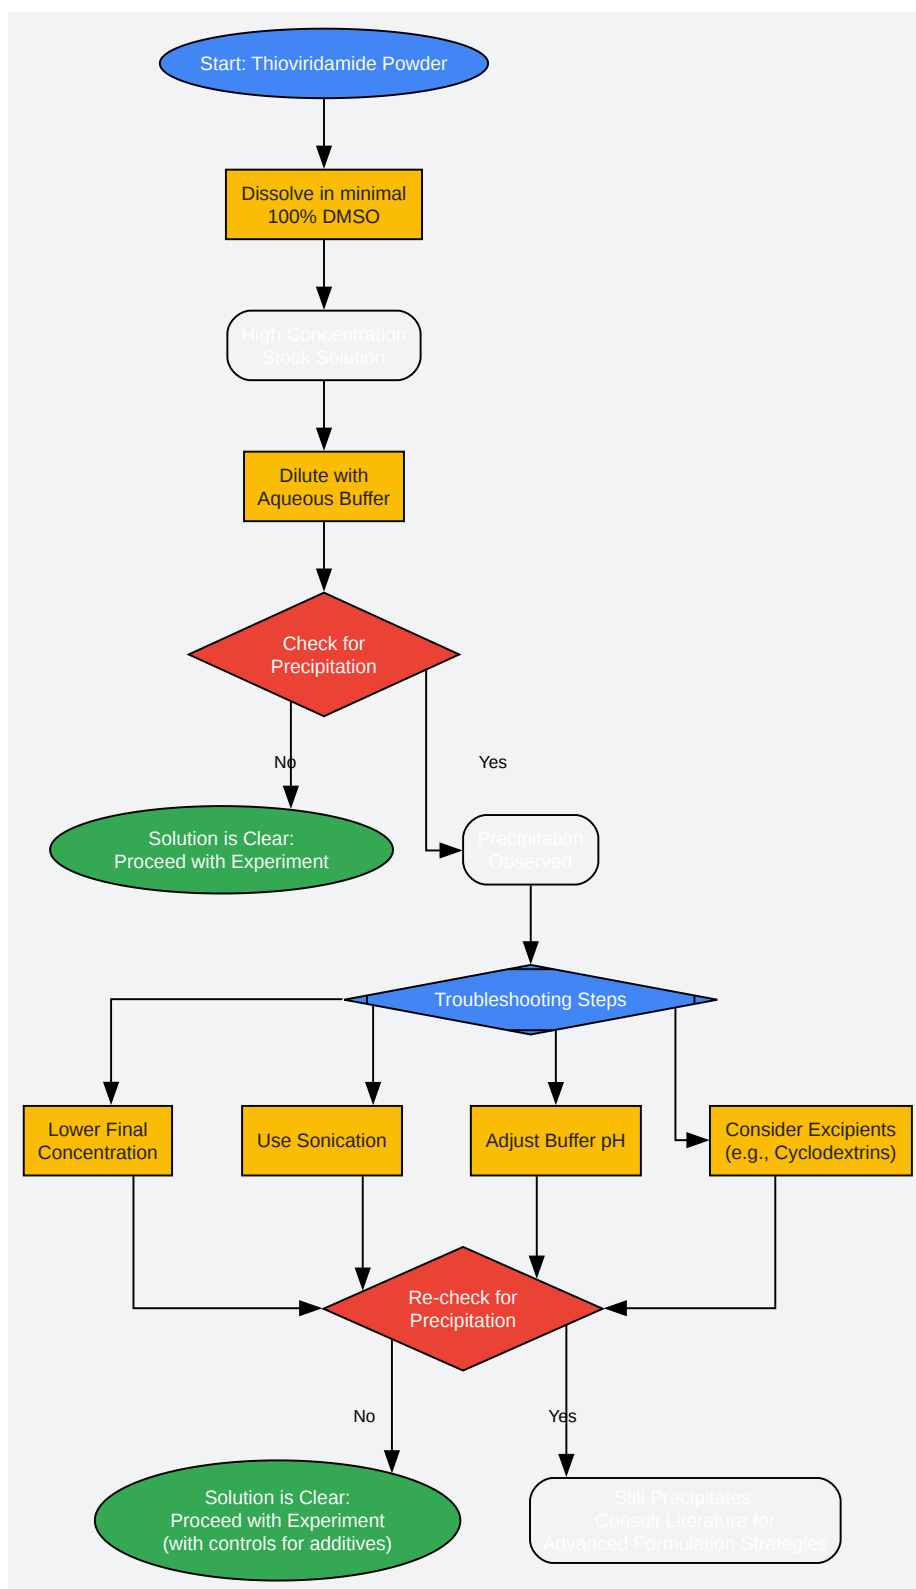 Start: Thioviridamide Powder
Dissolve in minimal
100% DMSO
High Concentration
Stock Solution
Dilute with
Aqueous Buffer
Check for
Precipitation
No
Yes
Solution is Clear:
Proceed with Experiment
Precipitation
Observed
Troubleshooting Steps
Lower Final
Concentration
Use Sonication
Adjust Buffer pH
Consider Excipients
(e.g., Cyclodextrins)
Re-check for
Precipitation
No
Yes
Solution is Clear:
Proceed with Experiment
(with controls for additives)
Still Precipitates:
Consult Literature for
Advanced Formulation Strategies